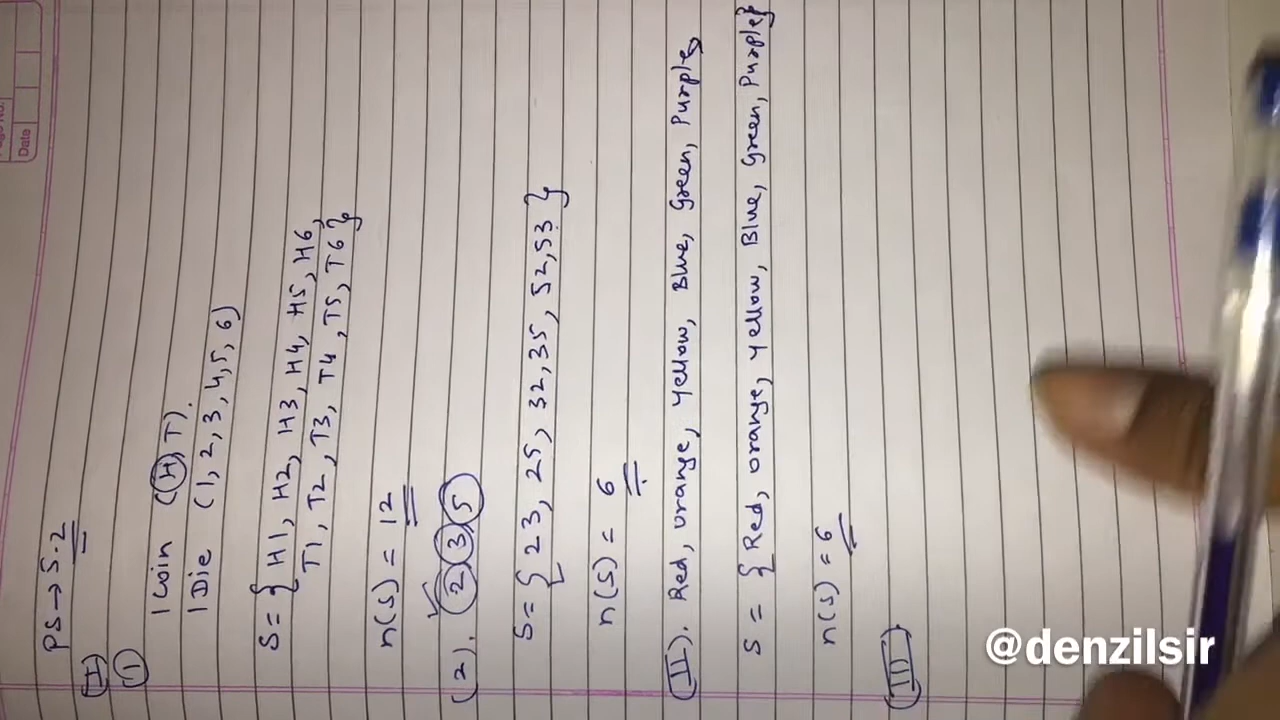 Page No.
Date
PS→5.2
(I)
(1)
1 Coin (H,T).
1 Die (1,2,3,4,5,6)
S = { H1, H2, H3, H4, H5, H6,
T1, T2, T3, T4, T5, T6 }
n(S) = 12
(2). 2 3 5
S = { 23, 25, 32, 35, 52, 53 }
n(S) = 6
(II). Red, orange, Yellow, Blue, Green, Purple,
S = { Red, orange, Yellow, Blue, Green, Purple}
n(S) = 6
(III)
@denzilsir